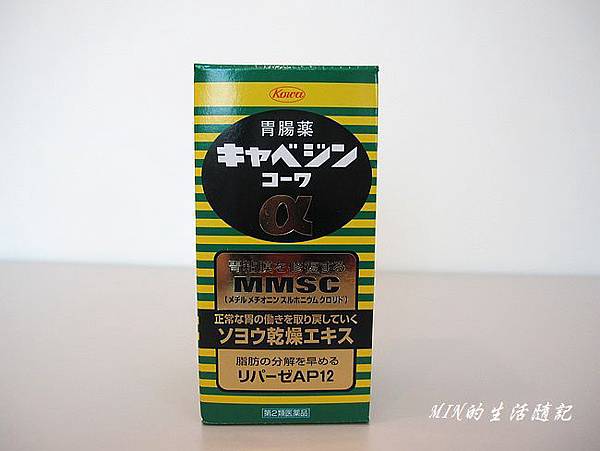 Kowa
胃腸薬
キャベジン
コーワ
α
胃粘膜を修復する
MMSC
[メチルメチオニンスルホニウムクロリド]
正常な胃の働きを取り戻していく
ソヨウ乾燥エキス
脂肪の分解を早める
リパーゼAP12
第2類医薬品
MIN的生活隨記